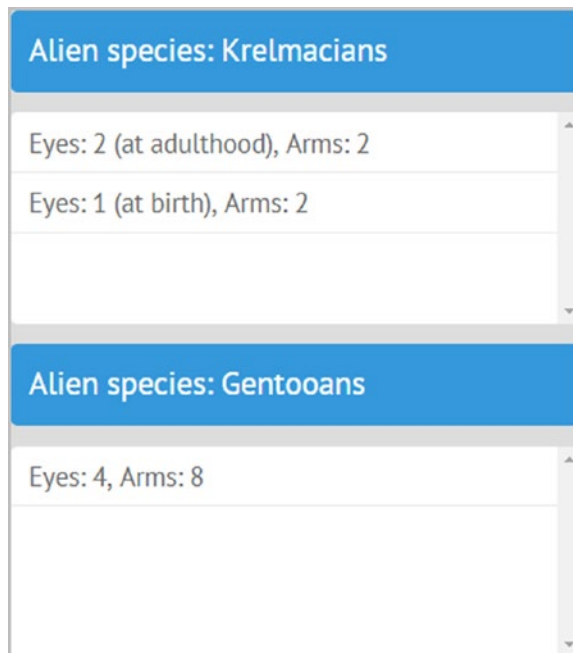 Alien species: Krelmacians
Eyes: 2 (at adulthood), Arms: 2
Eyes: 1 (at birth), Arms: 2
Alien species: Gentooans
Eyes: 4, Arms: 8